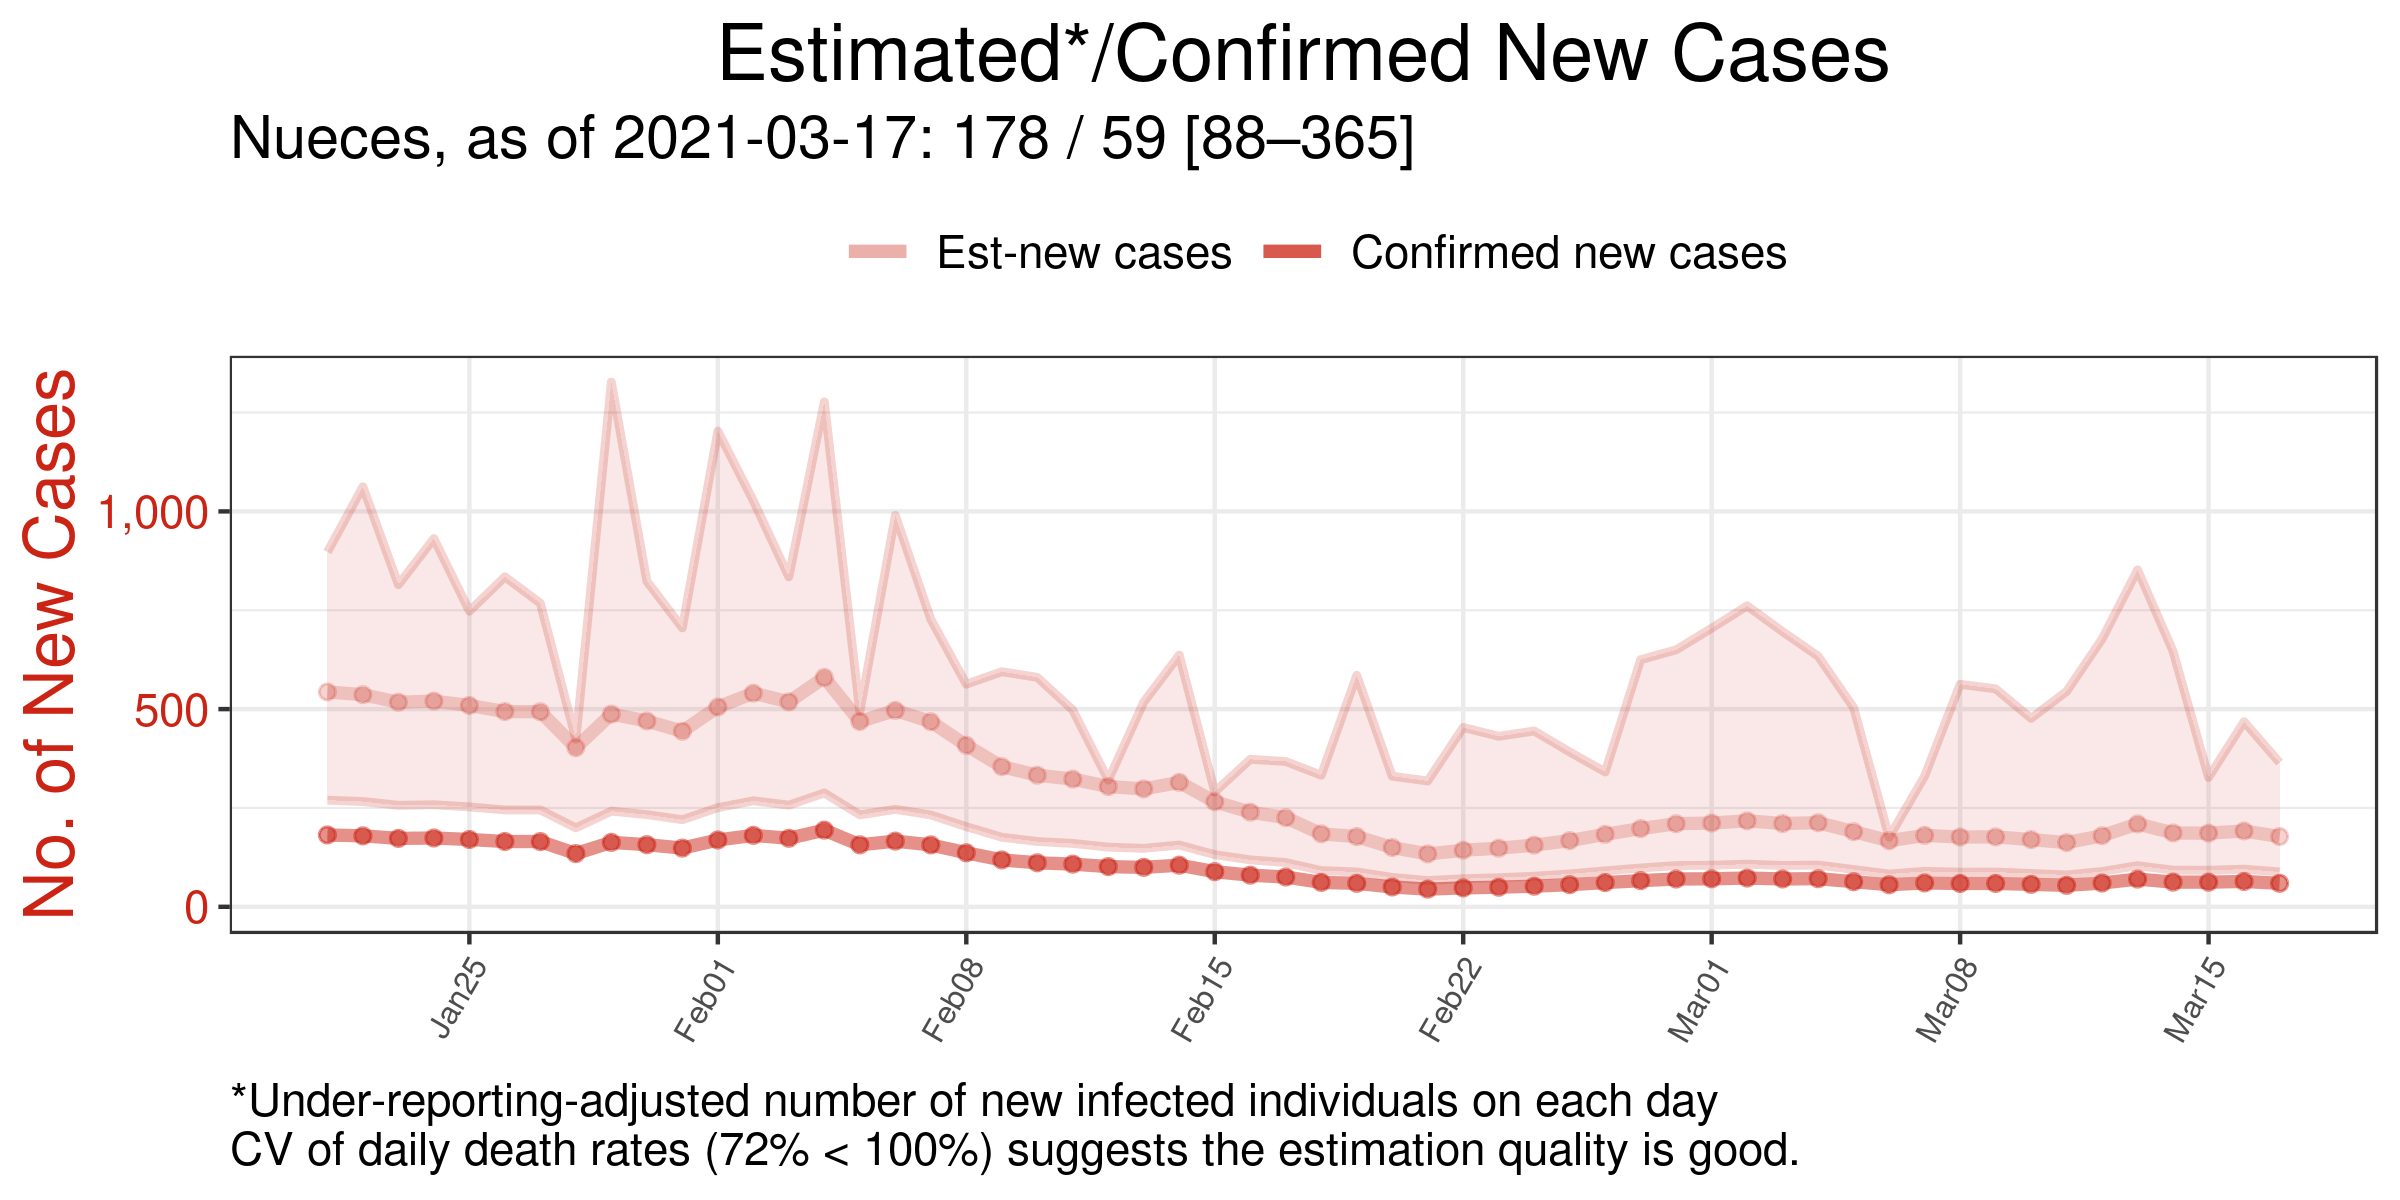 Estimated*/Confirmed New Cases
Nueces, as of 2021-03-17: 178 / 59 [88–365]
Est-new cases
Confirmed new cases
No. of New Cases
1,000
500
0
Jan25
Feb01
Feb08
Feb15
Feb22
Mar01
Mar08
Mar15
*Under-reporting-adjusted number of new infected individuals on each day
CV of daily death rates (72% < 100%) suggests the estimation quality is good.